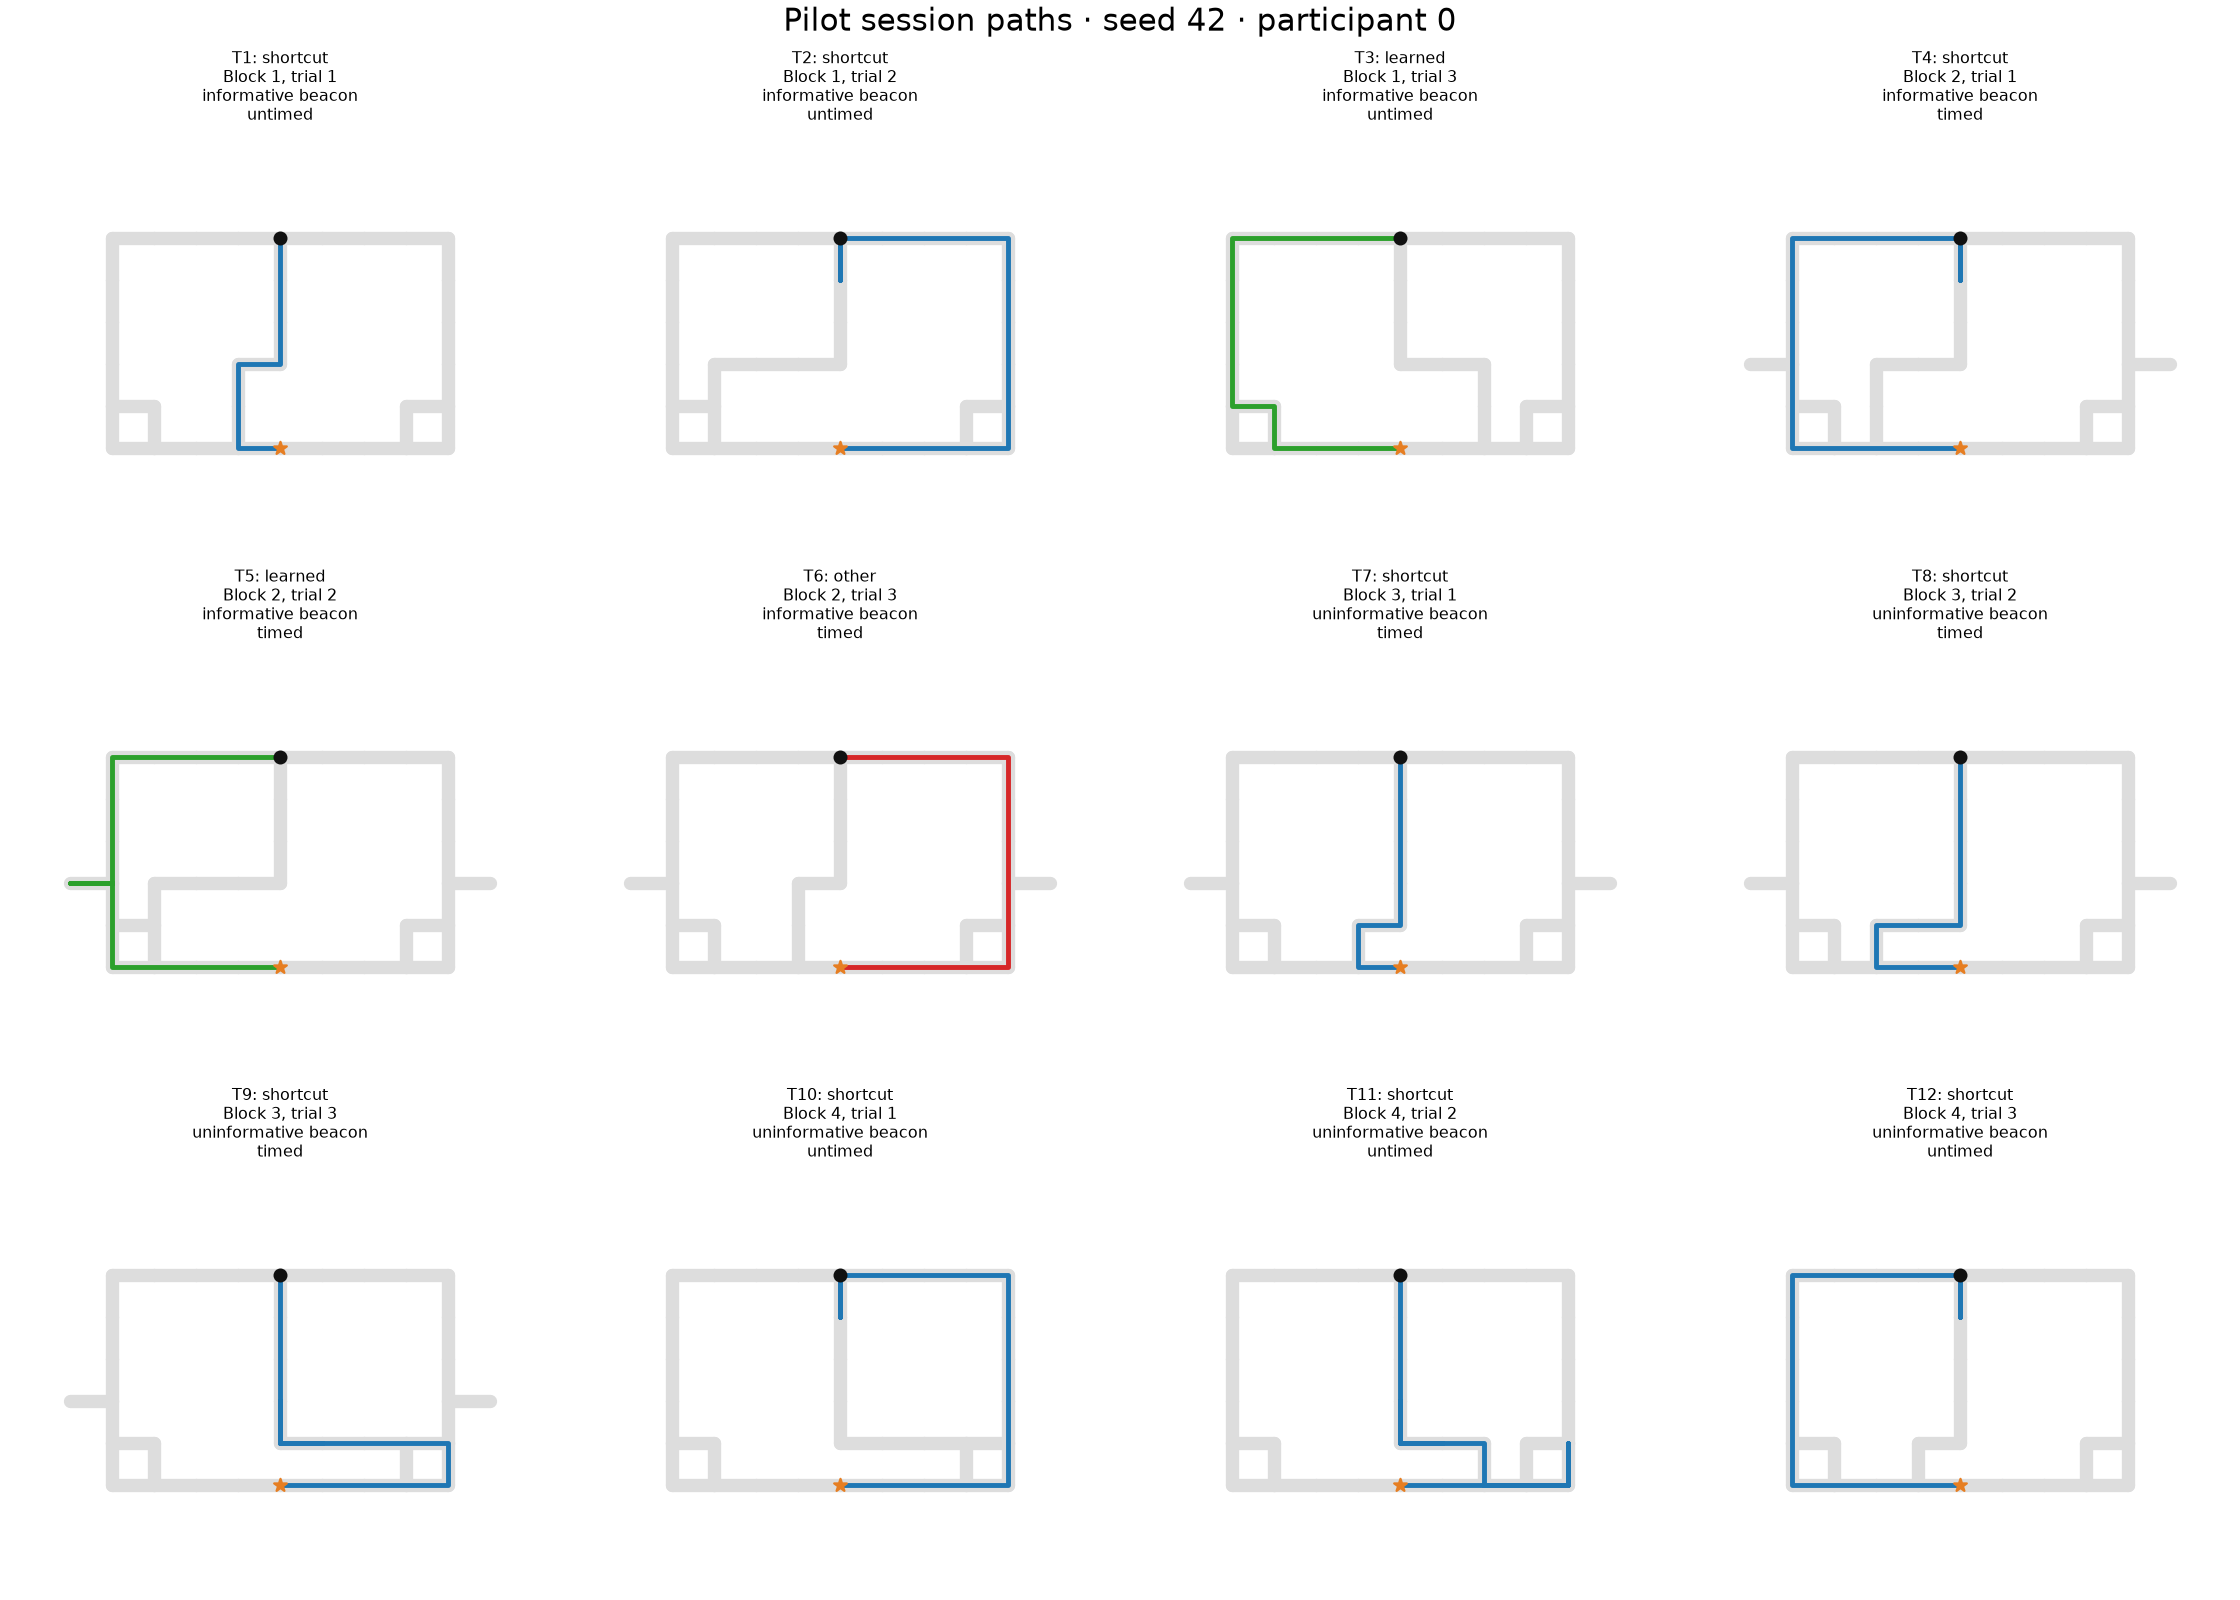 Pilot session paths · seed 42 · participant 0
T1: shortcut
Block 1, trial 1
informative beacon
untimed
T2: shortcut
Block 1, trial 2
informative beacon
untimed
T3: learned
Block 1, trial 3
informative beacon
untimed
T4: shortcut
Block 2, trial 1
informative beacon
timed
T5: learned
Block 2, trial 2
informative beacon
timed
T6: other
Block 2, trial 3
informative beacon
timed
T7: shortcut
Block 3, trial 1
uninformative beacon
timed
T8: shortcut
Block 3, trial 2
uninformative beacon
timed
T9: shortcut
Block 3, trial 3
uninformative beacon
timed
T10: shortcut
Block 4, trial 1
uninformative beacon
untimed
T11: shortcut
Block 4, trial 2
uninformative beacon
untimed
T12: shortcut
Block 4, trial 3
uninformative beacon
untimed